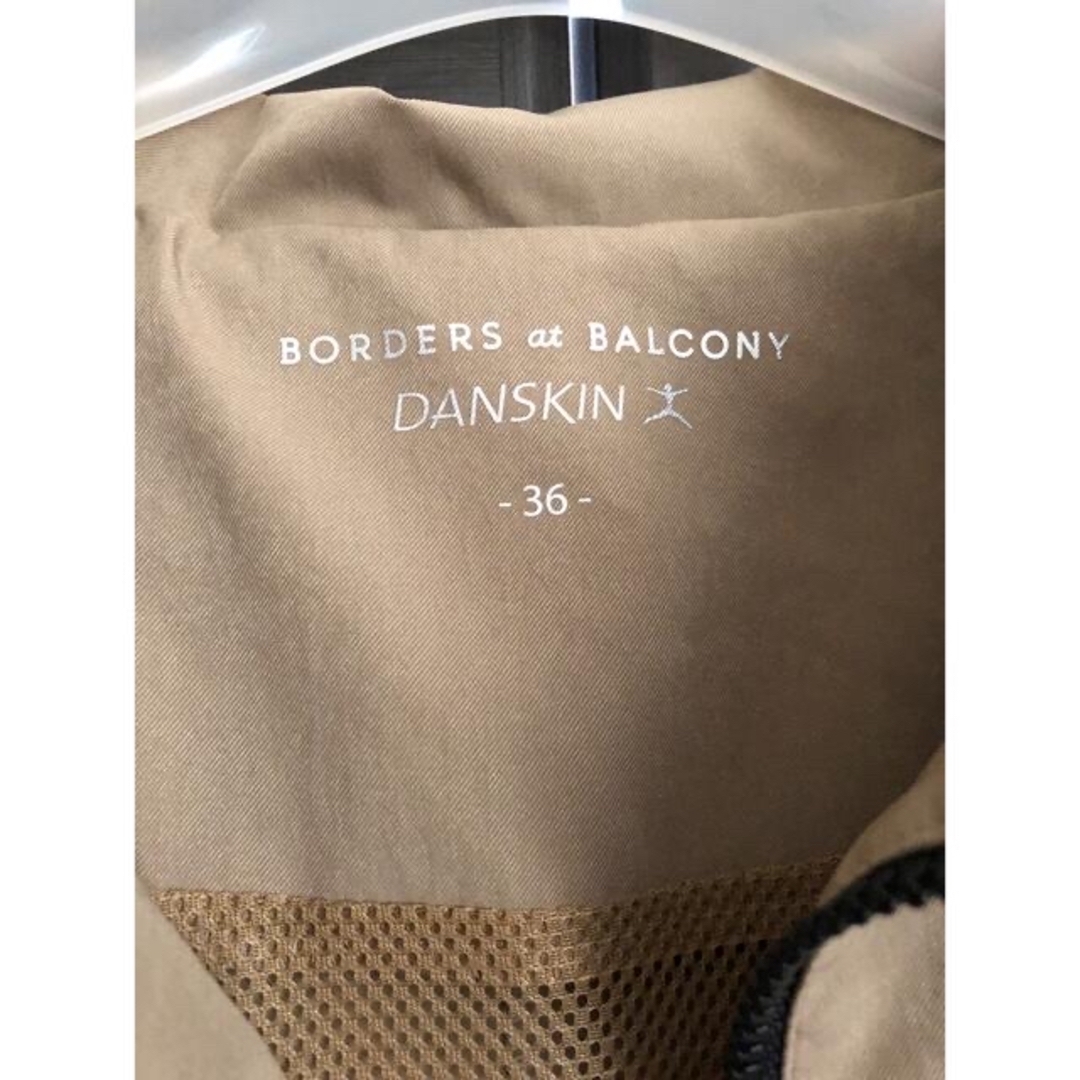 BORDERS at BALCONY
DANSKIN
- 36 -